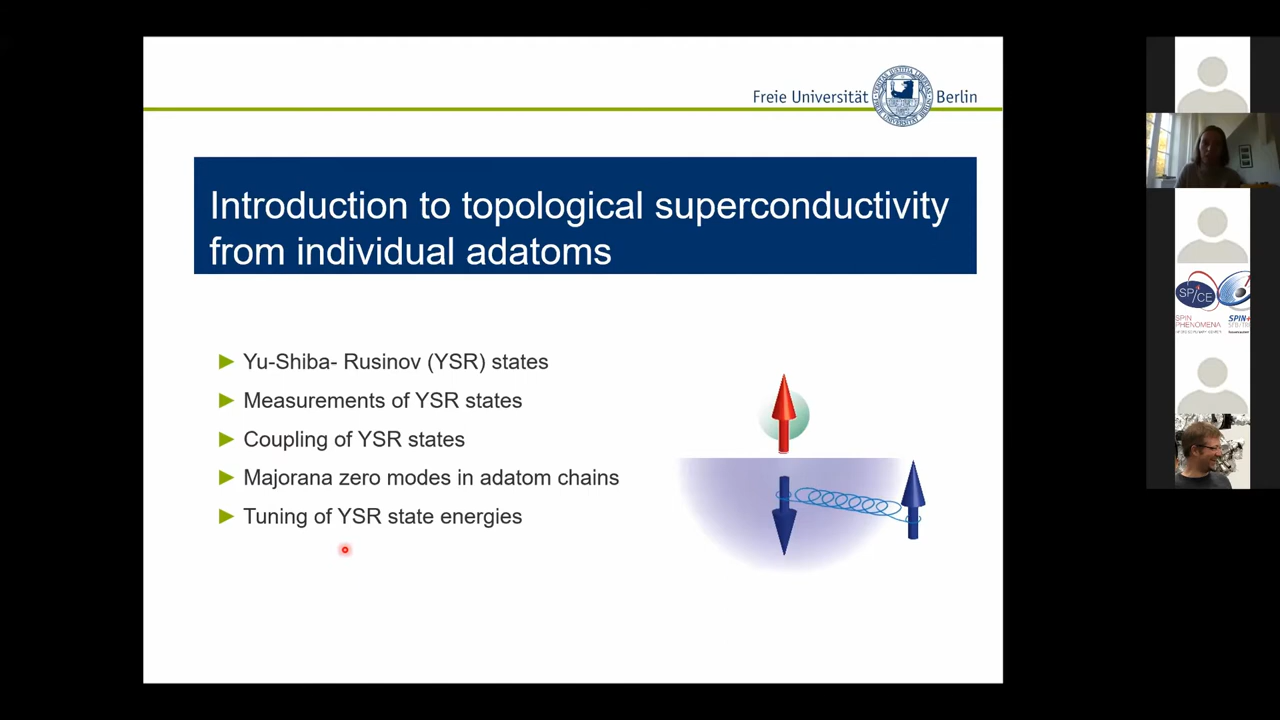 Freie Universität Berlin
Introduction to topological superconductivity
from individual adatoms
► Yu-Shiba- Rusinov (YSR) states
► Measurements of YSR states
► Coupling of YSR states
► Majorana zero modes in adatom chains
► Tuning of YSR state energies
SPICE
SPIN
PHENOMENA
SPIN+